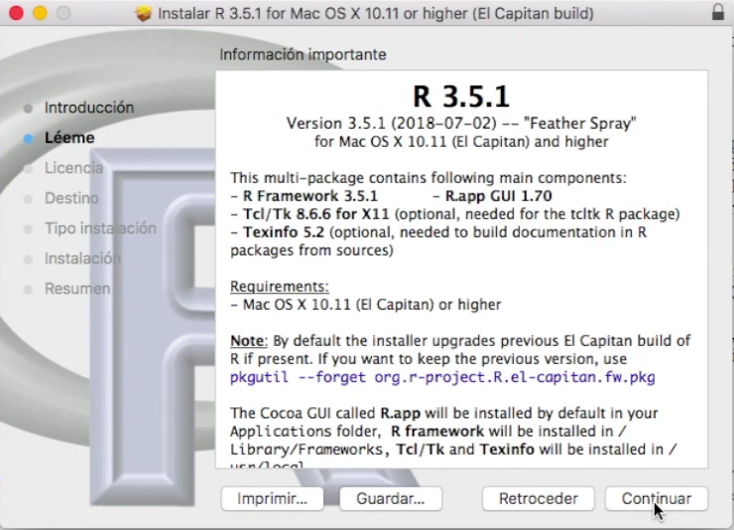 Instalar R 3.5.1 for Mac OS X 10.11 or higher (El Capitan build)
Información importante
Introducción
Léeme
Licencia
Destino
Tipo instalación
Instalación
Resumen
R 3.5.1
Version 3.5.1 (2018-07-02) -- "Feather Spray"
for Mac OS X 10.11 (El Capitan) and higher
This multi-package contains following main components:
- R Framework 3.5.1 - R.app GUI 1.70
- Tcl/Tk 8.6.6 for X11 (optional, needed for the tcltk R package)
- Texinfo 5.2 (optional, needed to build documentation in R
packages from sources)
Requirements:
- Mac OS X 10.11 (El Capitan) or higher
Note: By default the installer upgrades previous El Capitan build of
R if present. If you want to keep the previous version, use
pkgutil --forget org.r-project.R.el-capitan.fw.pkg
The Cocoa GUI called R.app will be installed by default in your
Applications folder, R framework will be installed in /
Library/Frameworks, Tcl/Tk and Texinfo will be installed in /
usr/local
Imprimir... Guardar... Retroceder Continuar